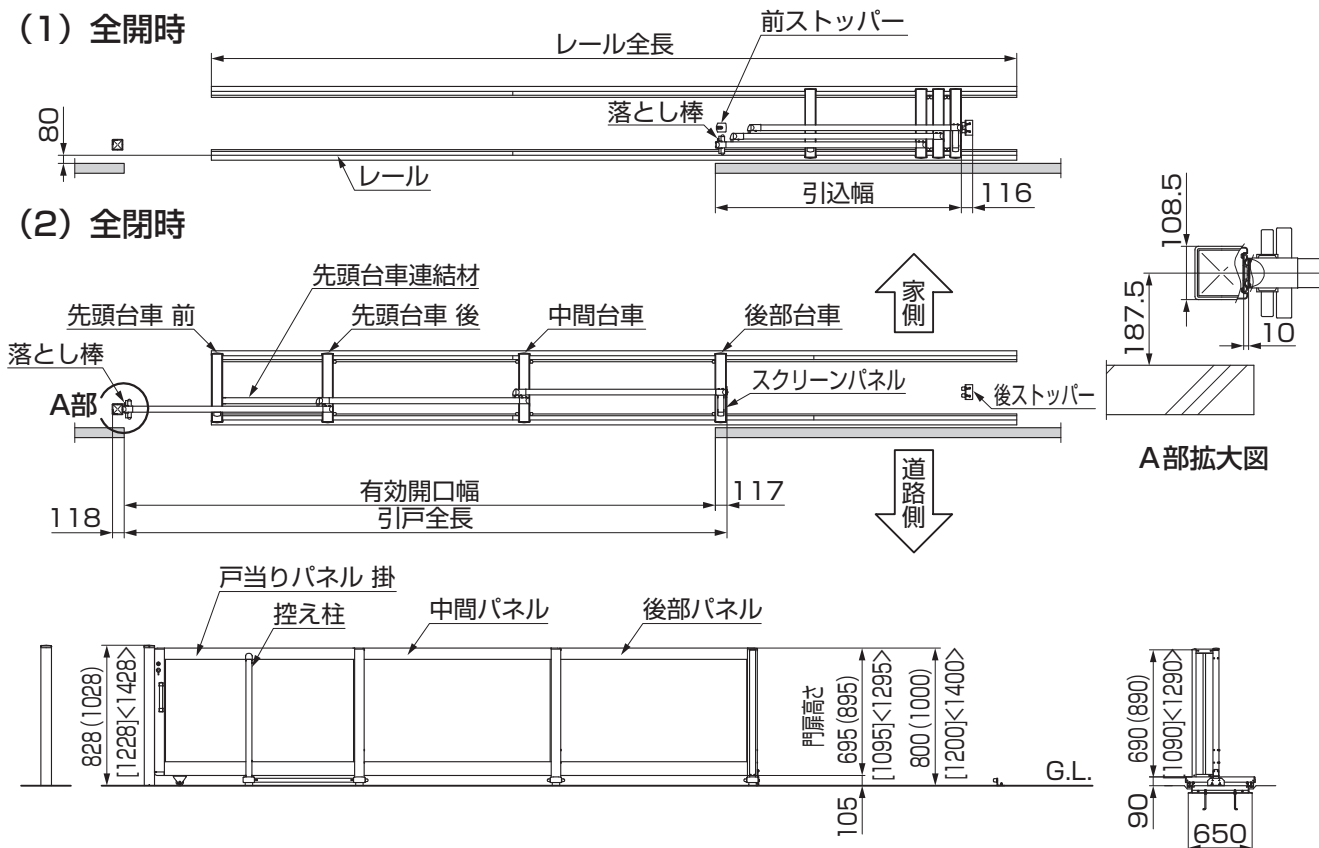 (1) 全開時
レール全長
前ストッパー
落とし棒
80
レール
引込幅
116
(2) 全閉時
108.5
187.5
10
A部拡大図
家側
道路側
先頭台車連結材
先頭台車 前
先頭台車 後
中間台車
後部台車
落とし棒
A部
スクリーンパネル
後ストッパー
有効開口幅
117
118
引戸全長
戸当りパネル 掛
控え柱
中間パネル
後部パネル
828(1028)
[1228]<1428>
門扉高さ
695(895)
[1095]<1295>
800(1000)
[1200]<1400>
105
G.L.
690(890)
[1090]<1290>
90
650